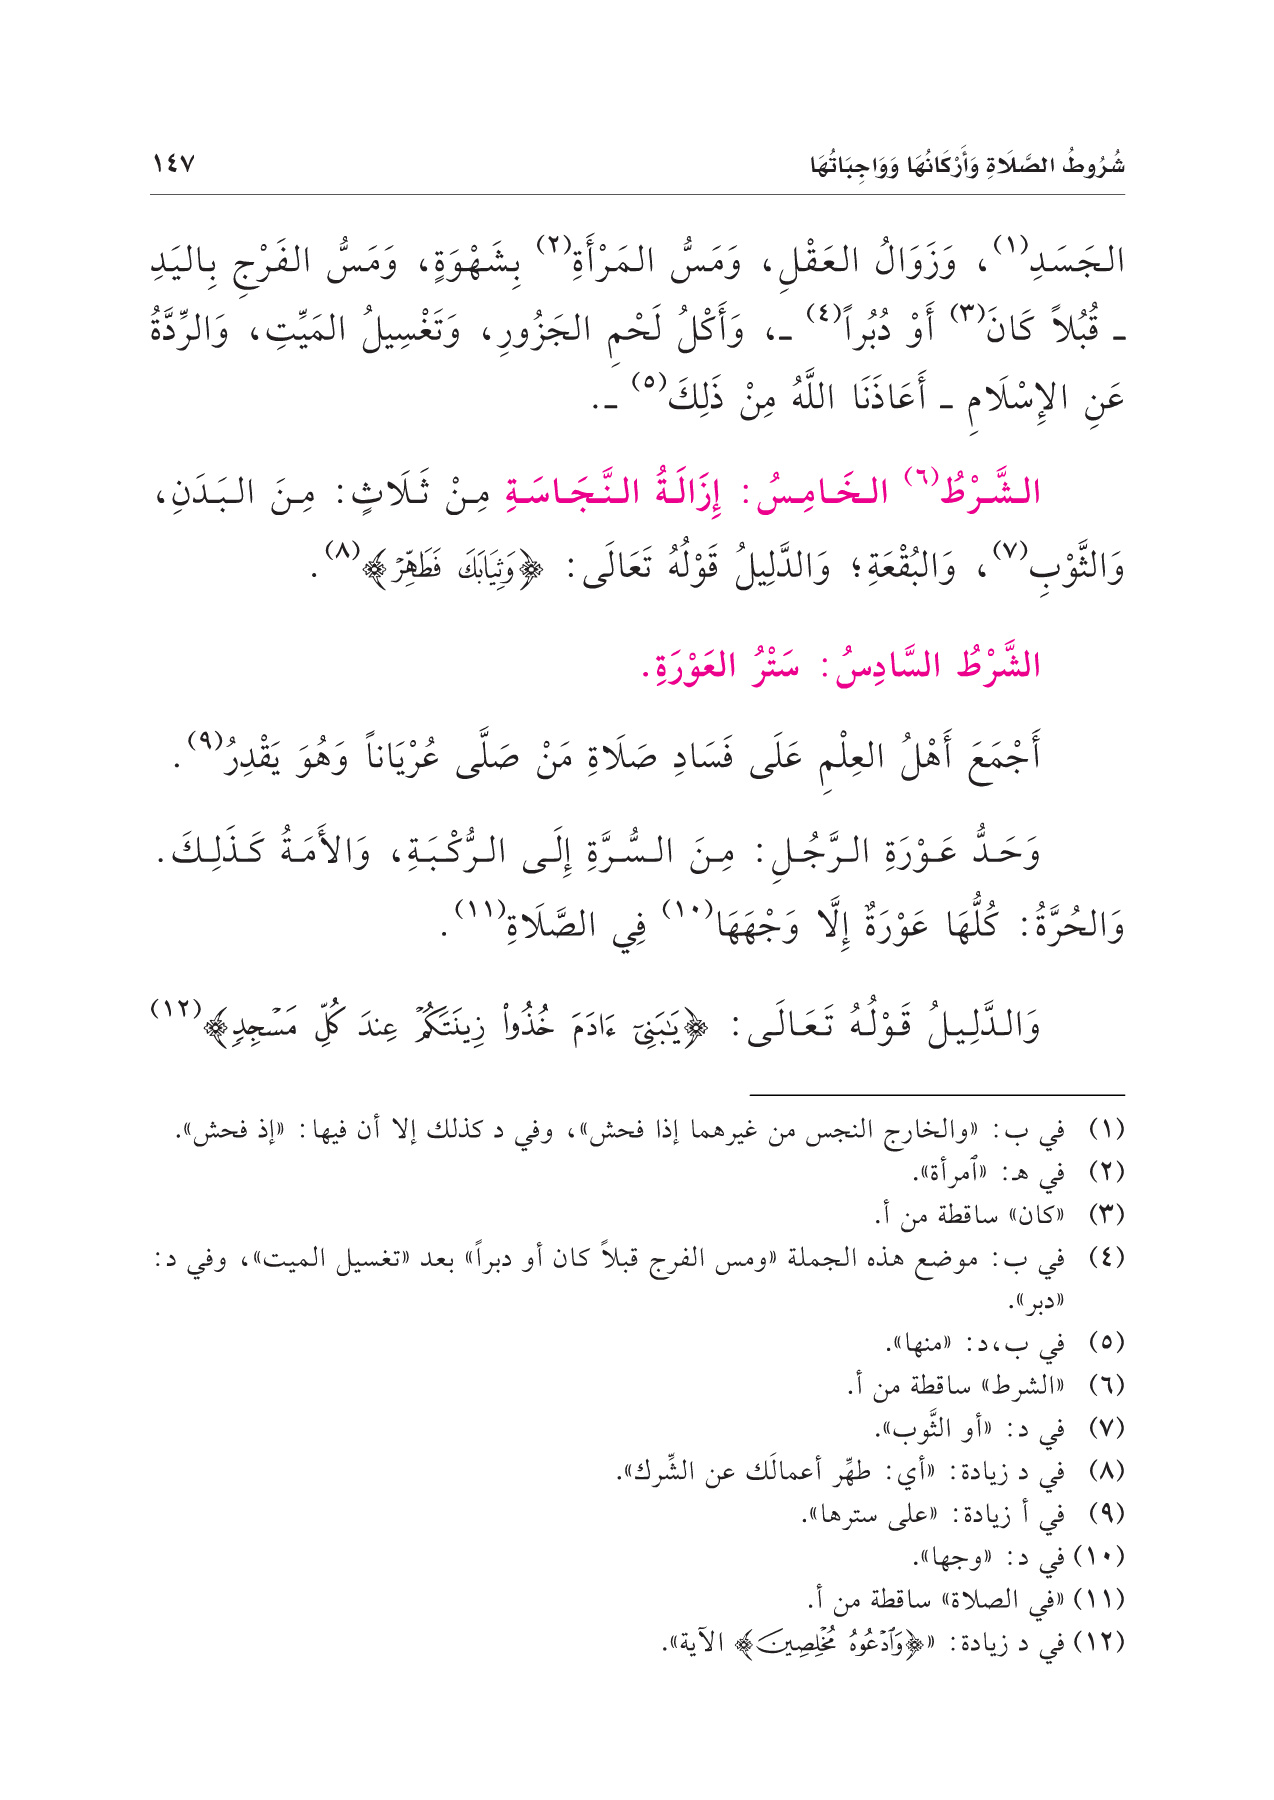 شُرُوطُ الصَّلَاةِ وَأَرْكَانُهَا وَوَاجِبَاتُهَا ١٤٧
الجَسَدِ(١)، وَزَوَالُ العَقْلِ، وَمَسُّ المَرْأَةِ(٢) بِشَهْوَةٍ، وَمَسُّ الفَرْجِ بِاليَدِ
ـ قُبُلاً كَانَ(٣) أَوْ دُبُراً(٤) ـ، وَأَكْلُ لَحْمِ الجَزُورِ، وَتَغْسِيلُ المَيِّتِ، وَالرِّدَّةُ
عَنِ الإِسْلَامِ ـ أَعَاذَنَا اللَّهُ مِنْ ذَلِكَ(٥) ـ.
الشَّرْطُ(٦) الخَامِسُ: إِزَالَةُ النَّجَاسَةِ مِنْ ثَلَاثٍ: مِنَ البَدَنِ،
وَالثَّوْبِ(٧)، وَالبُقْعَةِ؛ وَالدَّلِيلُ قَوْلُهُ تَعَالَى: ﴿وَثِيَابَكَ فَطَهِّرْ﴾(٨).
الشَّرْطُ السَّادِسُ: سَتْرُ العَوْرَةِ.
أَجْمَعَ أَهْلُ العِلْمِ عَلَى فَسَادِ صَلَاةِ مَنْ صَلَّى عُرْيَاناً وَهُوَ يَقْدِرُ(٩).
وَحَدُّ عَوْرَةِ الرَّجُلِ: مِنَ السُّرَّةِ إِلَى الرُّكْبَةِ، وَالأَمَةُ كَذَلِكَ.
وَالحُرَّةُ: كُلُّهَا عَوْرَةٌ إِلَّا وَجْهَهَا(١٠) فِي الصَّلَاةِ(١١).
وَالدَّلِيلُ قَوْلُهُ تَعَالَى: ﴿يَٰبَنِيٓ ءَادَمَ خُذُواْ زِينَتَكُمۡ عِندَ كُلِّ مَسۡجِدٖ﴾(١٢)
(١) في ب: «والخارج النجس من غيرهما إذا فحش»، وفي د كذلك إلا أن فيها: «إذ فحش».
(٢) في هـ: «ٱمرأة».
(٣) «كان» ساقطة من أ.
(٤) في ب: موضع هذه الجملة «ومس الفرج قبلاً كان أو دبراً» بعد «تغسيل الميت»، وفي د:
«دبر».
(٥) في ب،د: «منها».
(٦) «الشرط» ساقطة من أ.
(٧) في د: «أو الثَّوب».
(٨) في د زيادة: «أي: طهِّر أعمالَك عن الشِّرك».
(٩) في أ زيادة: «على سترها».
(١٠) في د: «وجها».
(١١) «في الصلاة» ساقطة من أ.
(١٢) في د زيادة: «﴿وَٱدۡعُوهُ مُخۡلِصِينَ﴾ الآية».